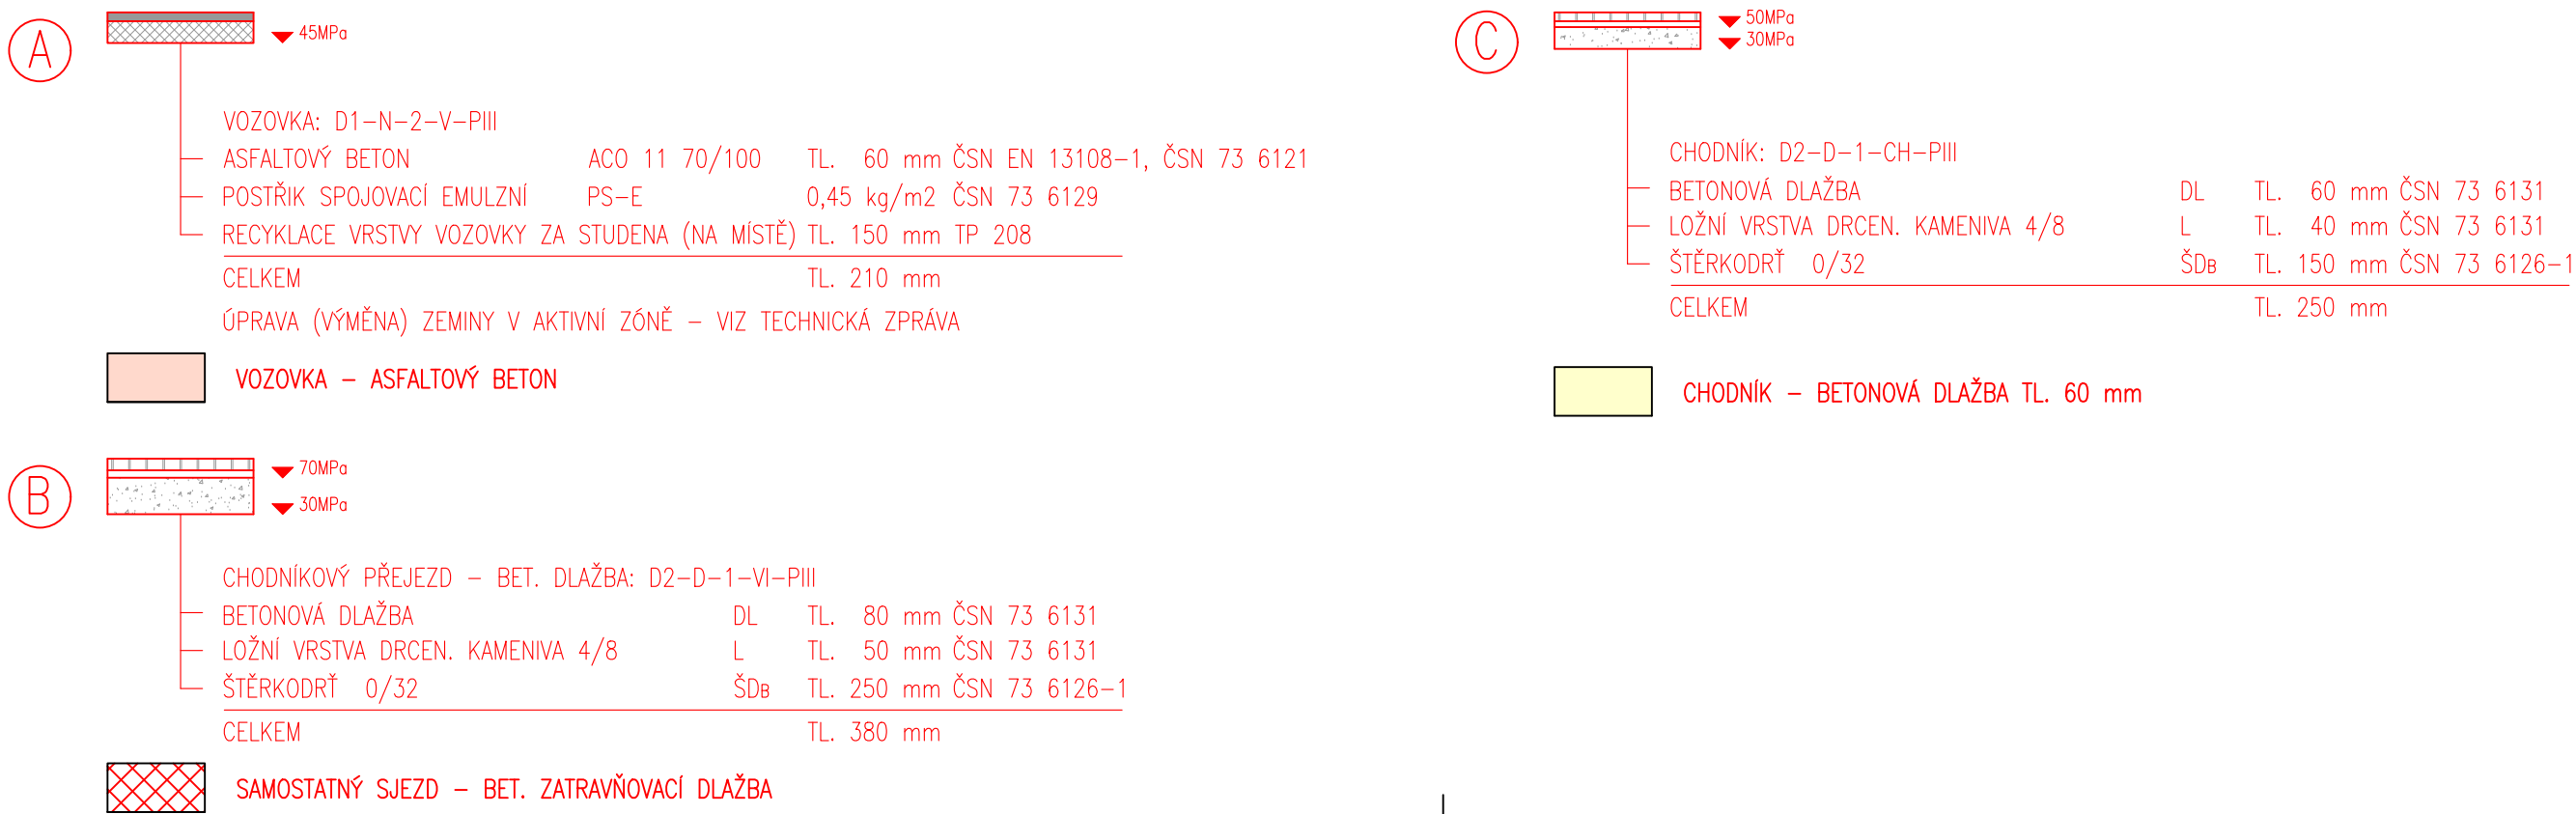 A
45MPa
VOZOVKA: D1-N-2-V-PIII
ASFALTOVÝ BETON ACO 11 70/100 TL. 60 mm ČSN EN 13108-1, ČSN 73 6121
POSTŘIK SPOJOVACÍ EMULZNÍ PS-E 0,45 kg/m2 ČSN 73 6129
RECYKLACE VRSTVY VOZOVKY ZA STUDENA (NA MÍSTĚ) TL. 150 mm TP 208
CELKEM TL. 210 mm
ÚPRAVA (VÝMĚNA) ZEMINY V AKTIVNÍ ZÓNĚ - VIZ TECHNICKÁ ZPRÁVA
VOZOVKA - ASFALTOVÝ BETON
B
70MPa
30MPa
CHODNÍKOVÝ PŘEJEZD - BET. DLAŽBA: D2-D-1-VI-PIII
BETONOVÁ DLAŽBA DL TL. 80 mm ČSN 73 6131
LOŽNÍ VRSTVA DRCEN. KAMENIVA 4/8 L TL. 50 mm ČSN 73 6131
ŠTĚRKODRŤ 0/32 ŠDB TL. 250 mm ČSN 73 6126-1
CELKEM TL. 380 mm
SAMOSTATNÝ SJEZD - BET. ZATRAVŇOVACÍ DLAŽBA
C
50MPa
30MPa
CHODNÍK: D2-D-1-CH-PIII
BETONOVÁ DLAŽBA DL TL. 60 mm ČSN 73 6131
LOŽNÍ VRSTVA DRCEN. KAMENIVA 4/8 L TL. 40 mm ČSN 73 6131
ŠTĚRKODRŤ 0/32 ŠDB TL. 150 mm ČSN 73 6126-1
CELKEM TL. 250 mm
CHODNÍK - BETONOVÁ DLAŽBA TL. 60 mm